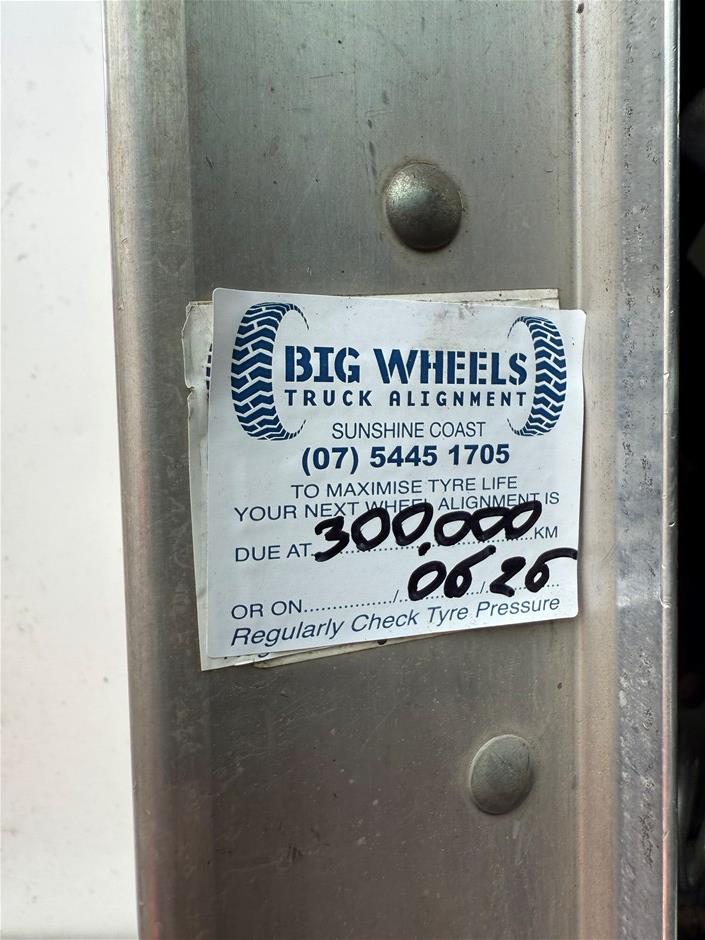 BIG WHEELS
TRUCK ALIGNMENT
SUNSHINE COAST
(07) 5445 1705
TO MAXIMISE TYRE LIFE
YOUR NEXT WHEEL ALIGNMENT IS
DUE AT 300,000 KM
OR ON................/ 06 / 26
Regularly Check Tyre Pressure